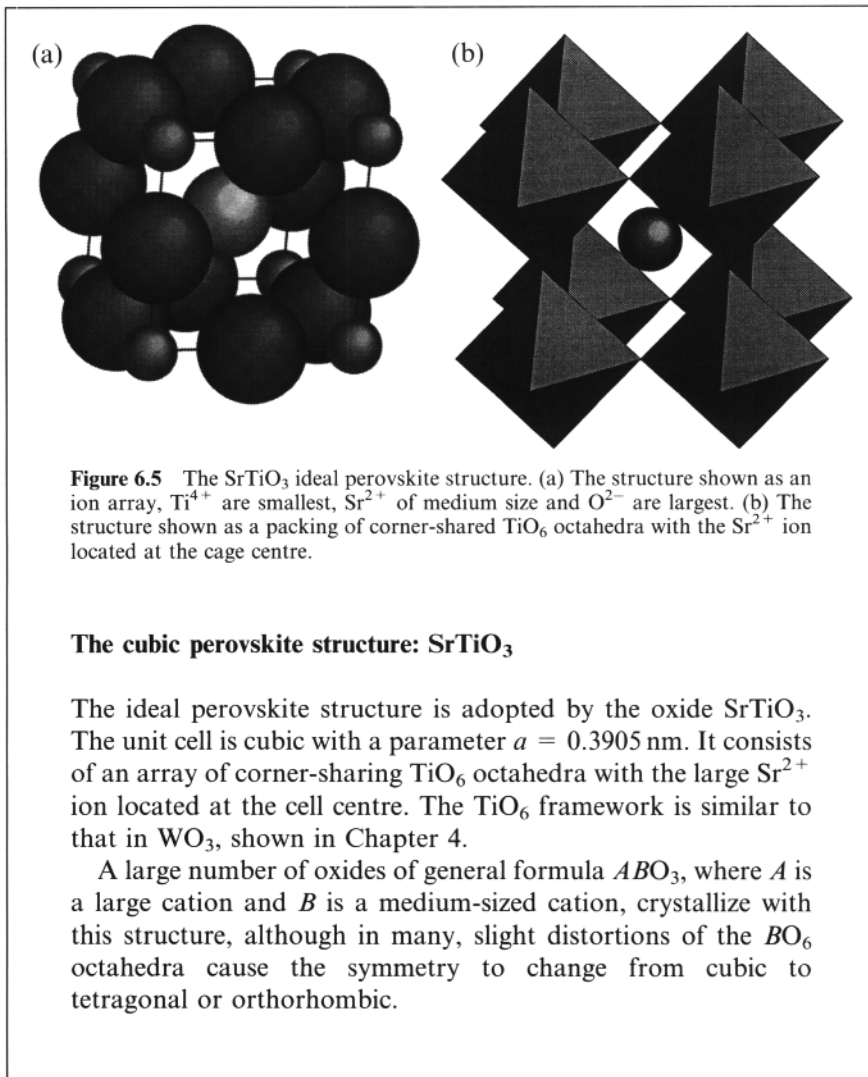 (a) (b)
Figure 6.5 The SrTiO₃ ideal perovskite structure. (a) The structure shown as an
ion array, Ti⁴⁺ are smallest, Sr²⁺ of medium size and O²⁻ are largest. (b) The
structure shown as a packing of corner-shared TiO₆ octahedra with the Sr²⁺ ion
located at the cage centre.
The cubic perovskite structure: SrTiO₃
The ideal perovskite structure is adopted by the oxide SrTiO₃.
The unit cell is cubic with a parameter a = 0.3905 nm. It consists
of an array of corner-sharing TiO₆ octahedra with the large Sr²⁺
ion located at the cell centre. The TiO₆ framework is similar to
that in WO₃, shown in Chapter 4.
A large number of oxides of general formula ABO₃, where A is
a large cation and B is a medium-sized cation, crystallize with
this structure, although in many, slight distortions of the BO₆
octahedra cause the symmetry to change from cubic to
tetragonal or orthorhombic.